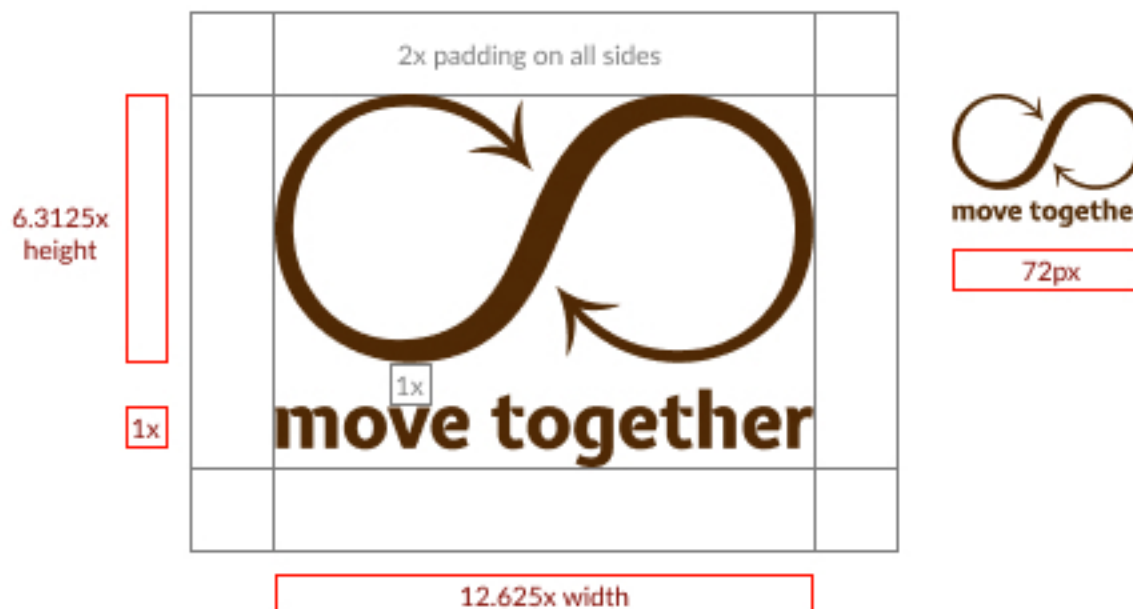 2x padding on all sides
6.3125x
height
1x
1x
move together
12.625x width
move togethe
72px